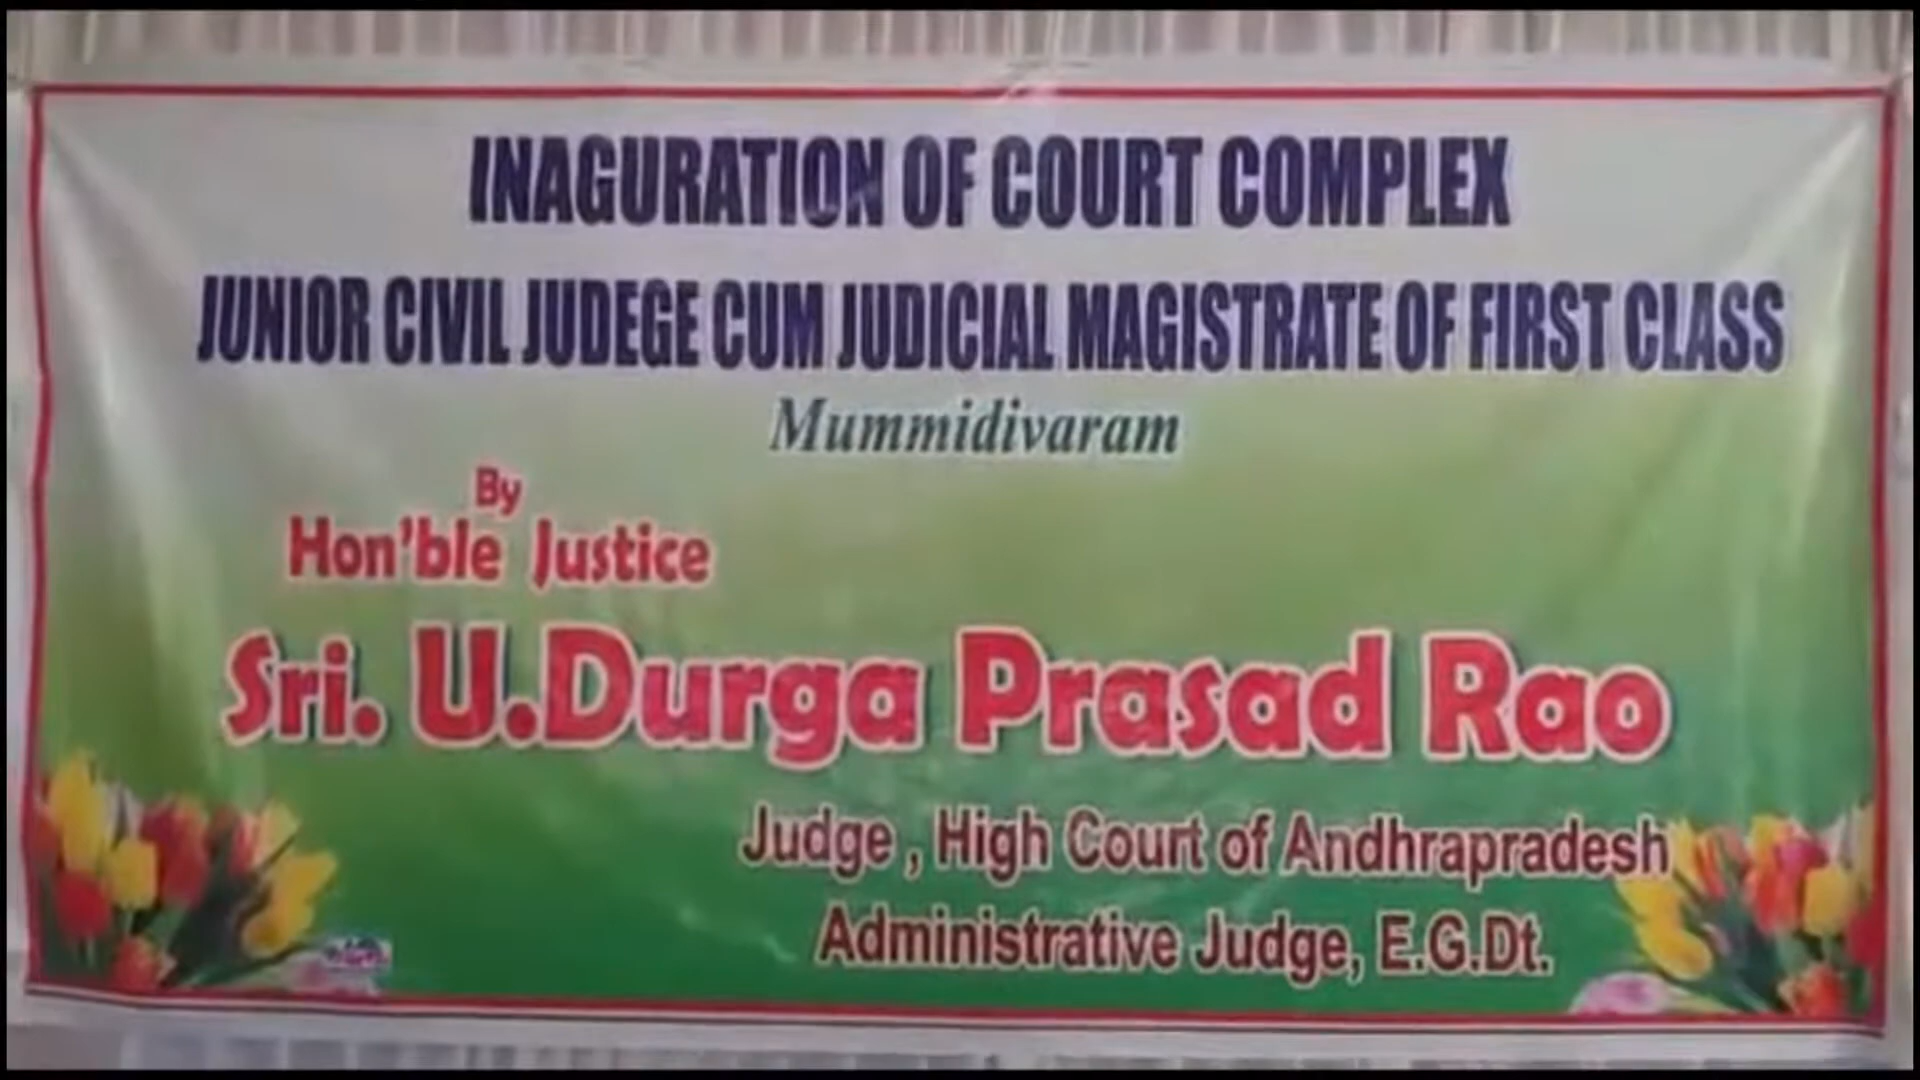 INAGURATION OF COURT COMPLEX
JUNIOR CIVIL JUDEGE CUM JUDICIAL MAGISTRATE OF FIRST CLASS
Mummidivaram
By
Hon'ble Justice
Sri. U.Durga Prasad Rao
Judge , High Court of Andhrapradesh
Administrative Judge, E.G.Dt.